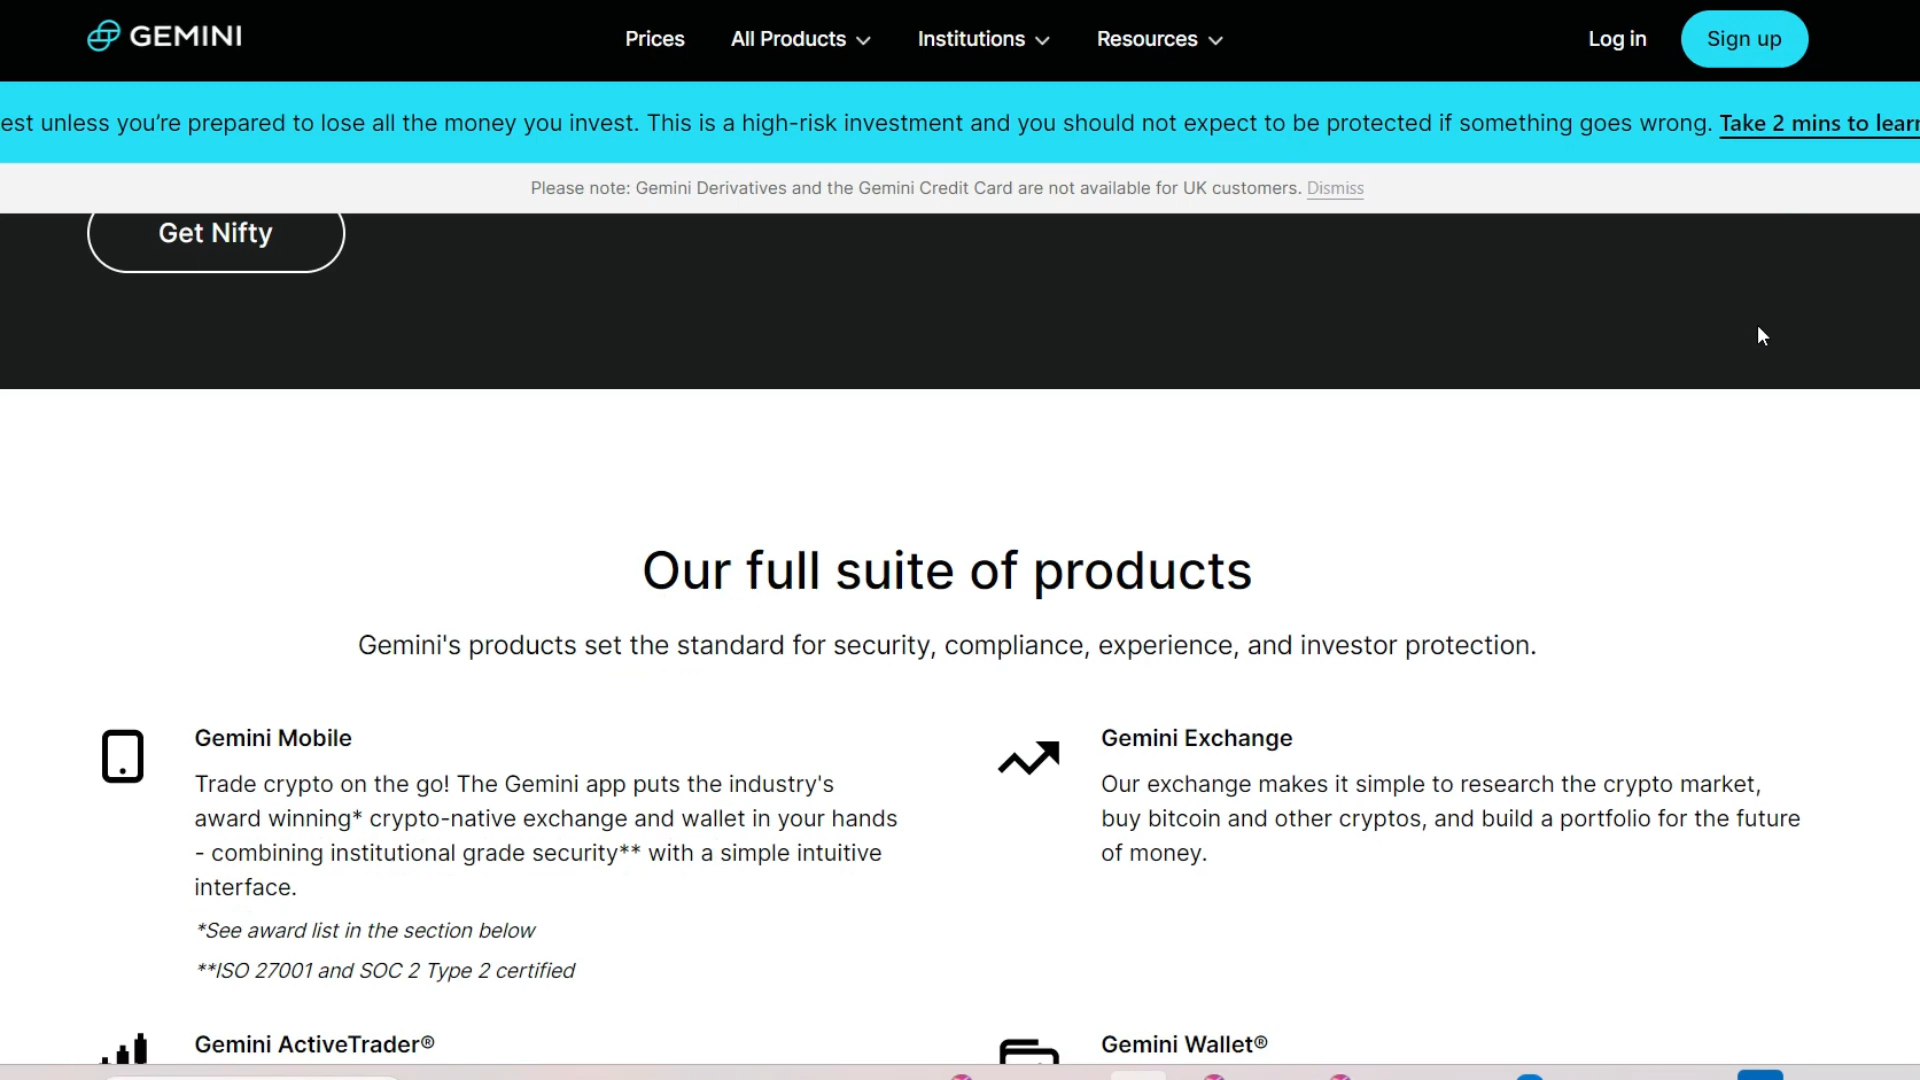 GEMINI
Prices
All Products
Institutions
Resources
Log in
Sign up
est unless you're prepared to lose all the money you invest. This is a high-risk investment and you should not expect to be protected if something goes wrong. Take 2 mins to learn
Please note: Gemini Derivatives and the Gemini Credit Card are not available for UK customers. Dismiss
Get Nifty
Our full suite of products
Gemini's products set the standard for security, compliance, experience, and investor protection.
Gemini Mobile
Trade crypto on the go! The Gemini app puts the industry's
award winning* crypto-native exchange and wallet in your hands
- combining institutional grade security** with a simple intuitive
interface.
*See award list in the section below
**ISO 27001 and SOC 2 Type 2 certified
Gemini Exchange
Our exchange makes it simple to research the crypto market,
buy bitcoin and other cryptos, and build a portfolio for the future
of money.
Gemini ActiveTrader®
Gemini Wallet®